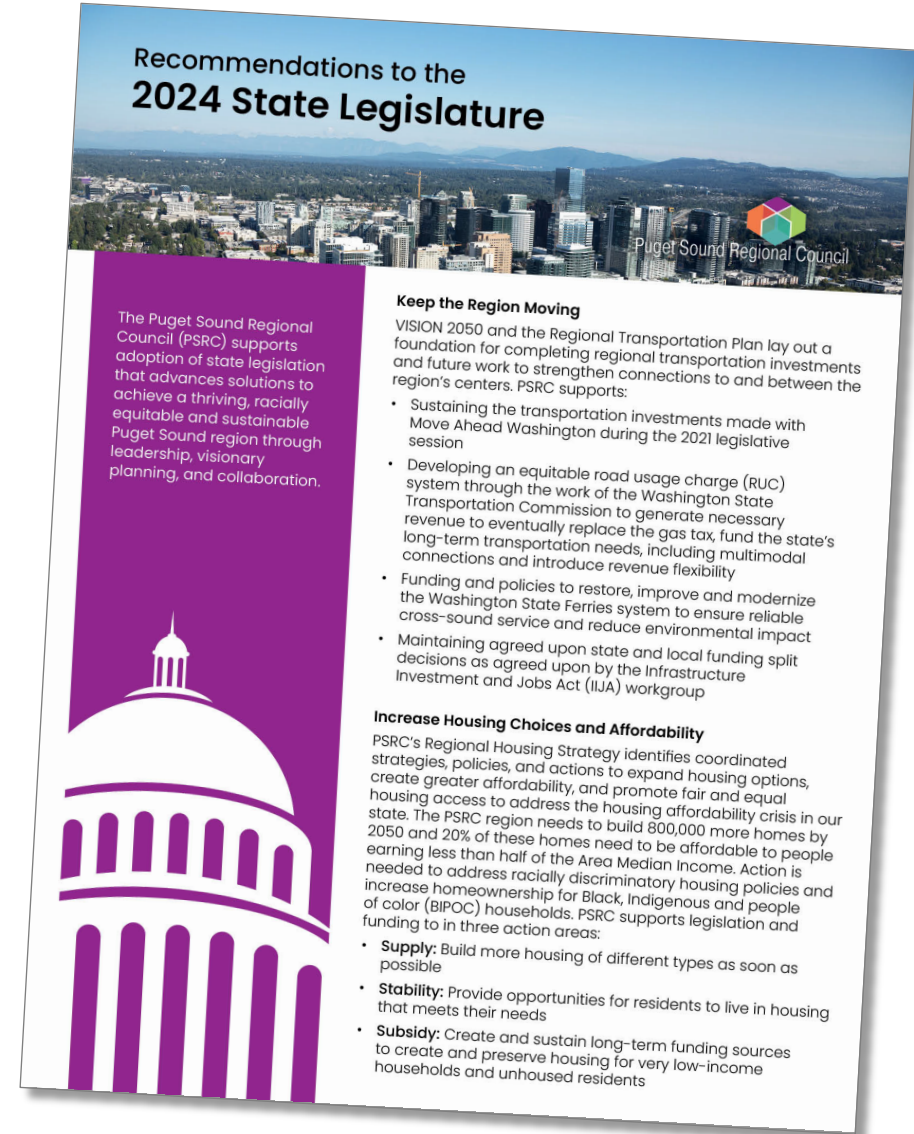 Recommendations to the
2024 State Legislature
Puget Sound Regional Council
The Puget Sound Regional
Council (PSRC) supports
adoption of state legislation
that advances solutions to
achieve a thriving, racially
equitable and sustainable
Puget Sound region through
leadership, visionary
planning, and collaboration.
Keep the Region Moving
VISION 2050 and the Regional Transportation Plan lay out a
foundation for completing regional transportation investments
and future work to strengthen connections to and between the
region's centers. PSRC supports:
• Sustaining the transportation investments made with
Move Ahead Washington during the 2021 legislative
session
• Developing an equitable road usage charge (RUC)
system through the work of the Washington State
Transportation Commission to generate necessary
revenue to eventually replace the gas tax, fund the state's
long-term transportation needs, including multimodal
connections and introduce revenue flexibility
• Funding and policies to restore, improve and modernize
the Washington State Ferries system to ensure reliable
cross-sound service and reduce environmental impact
• Maintaining agreed upon state and local funding split
decisions as agreed upon by the Infrastructure
Investment and Jobs Act (IIJA) workgroup
Increase Housing Choices and Affordability
PSRC's Regional Housing Strategy identifies coordinated
strategies, policies, and actions to expand housing options,
create greater affordability, and promote fair and equal
housing access to address the housing affordability crisis in our
state. The PSRC region needs to build 800,000 more homes by
2050 and 20% of these homes need to be affordable to people
earning less than half of the Area Median Income. Action is
needed to address racially discriminatory housing policies and
increase homeownership for Black, Indigenous and people
of color (BIPOC) households. PSRC supports legislation and
funding to in three action areas:
• Supply: Build more housing of different types as soon as
possible
• Stability: Provide opportunities for residents to live in housing
that meets their needs
• Subsidy: Create and sustain long-term funding sources
to create and preserve housing for very low-income
households and unhoused residents